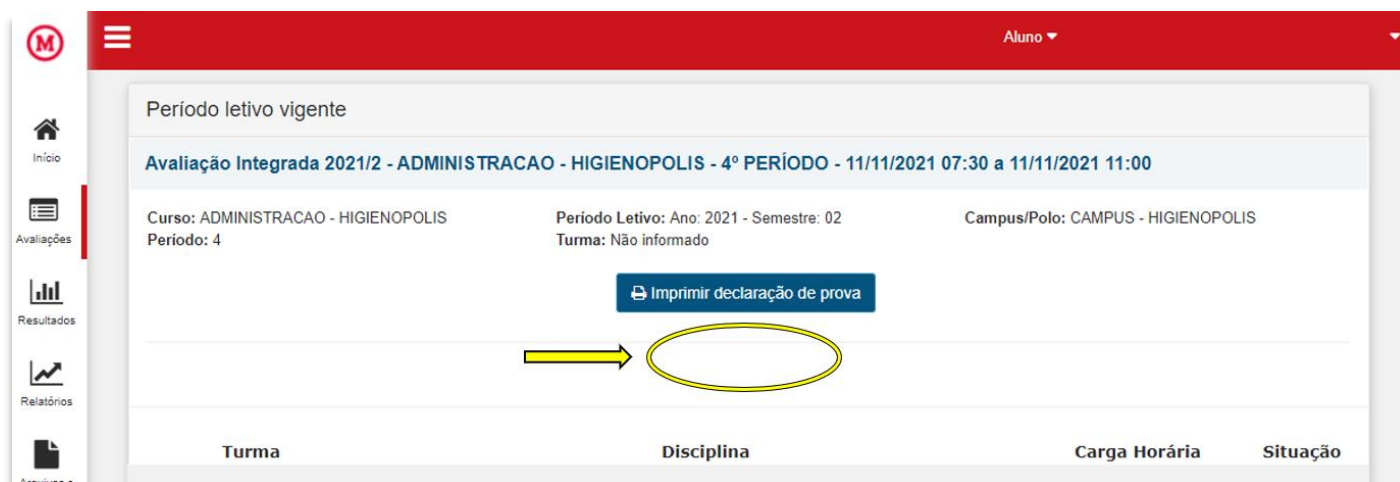 M
Aluno
Período letivo vigente
Início
Avaliação Integrada 2021/2 - ADMINISTRACAO - HIGIENOPOLIS - 4º PERÍODO - 11/11/2021 07:30 a 11/11/2021 11:00
Avaliações
Curso: ADMINISTRACAO - HIGIENOPOLIS
Período Letivo: Ano: 2021 - Semestre: 02
Campus/Polo: CAMPUS - HIGIENOPOLIS
Período: 4
Turma: Não informado
Imprimir declaração de prova
Resultados
Relatórios
Turma
Disciplina
Carga Horária
Situação